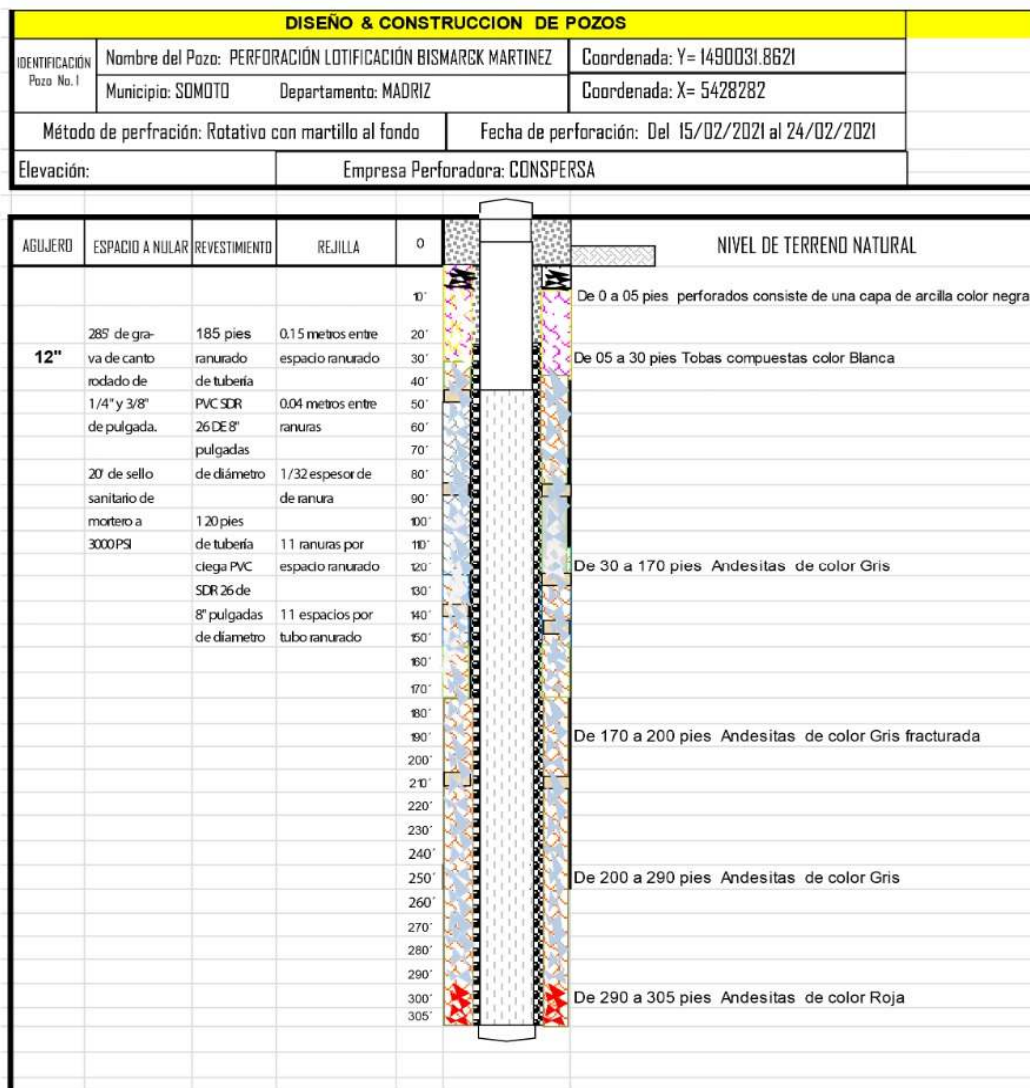 DISEÑO & CONSTRUCCION DE POZOS
IDENTIFICACIÓN
Pozo No. 1
Nombre del Pozo: PERFORACIÓN LOTIFICACIÓN BISMARCK MARTINEZ
Coordenada: Y= 1490031.8621
Municipio: SOMOTO Departamento: MADRIZ
Coordenada: X= 5428282
Método de perfración: Rotativo con martillo al fondo
Fecha de perforación: Del 15/02/2021 al 24/02/2021
Elevación:
Empresa Perforadora: CONSPERSA
AGUJERO
ESPACIO A NULAR
REVESTIMIENTO
REJILLA
0
NIVEL DE TERRENO NATURAL
12"
285' de gra-
va de canto
rodado de
1/4" y 3/8"
de pulgada.
20' de sello
sanitario de
mortero a
3000 PSI
185 pies
ranurado
de tubería
PVC SDR
26 DE 8"
pulgadas
de diámetro
120 pies
de tubería
ciega PVC
SDR 26 de
8" pulgadas
de díametro
0.15 metros entre
espacio ranurado
0.04 metros entre
ranuras
1/32 espesor de
de ranura
11 ranuras por
espacio ranurado
11 espacios por
tubo ranurado
10'
20'
30'
40'
50'
60'
70'
80'
90'
100'
110'
120'
130'
140'
150'
160'
170'
180'
190'
200'
210'
220'
230'
240'
250'
260'
270'
280'
290'
300'
305'
De 0 a 05 pies perforados consiste de una capa de arcilla color negra
De 05 a 30 pies Tobas compuestas color Blanca
De 30 a 170 pies Andesitas de color Gris
De 170 a 200 pies Andesitas de color Gris fracturada
De 200 a 290 pies Andesitas de color Gris
De 290 a 305 pies Andesitas de color Roja